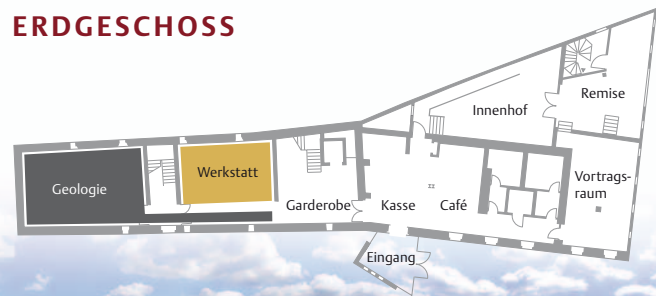 ERDGESCHOSS
Remise
Innenhof
Werkstatt
Geologie
Vortrags-
raum
Garderobe
Kasse
Café
Eingang